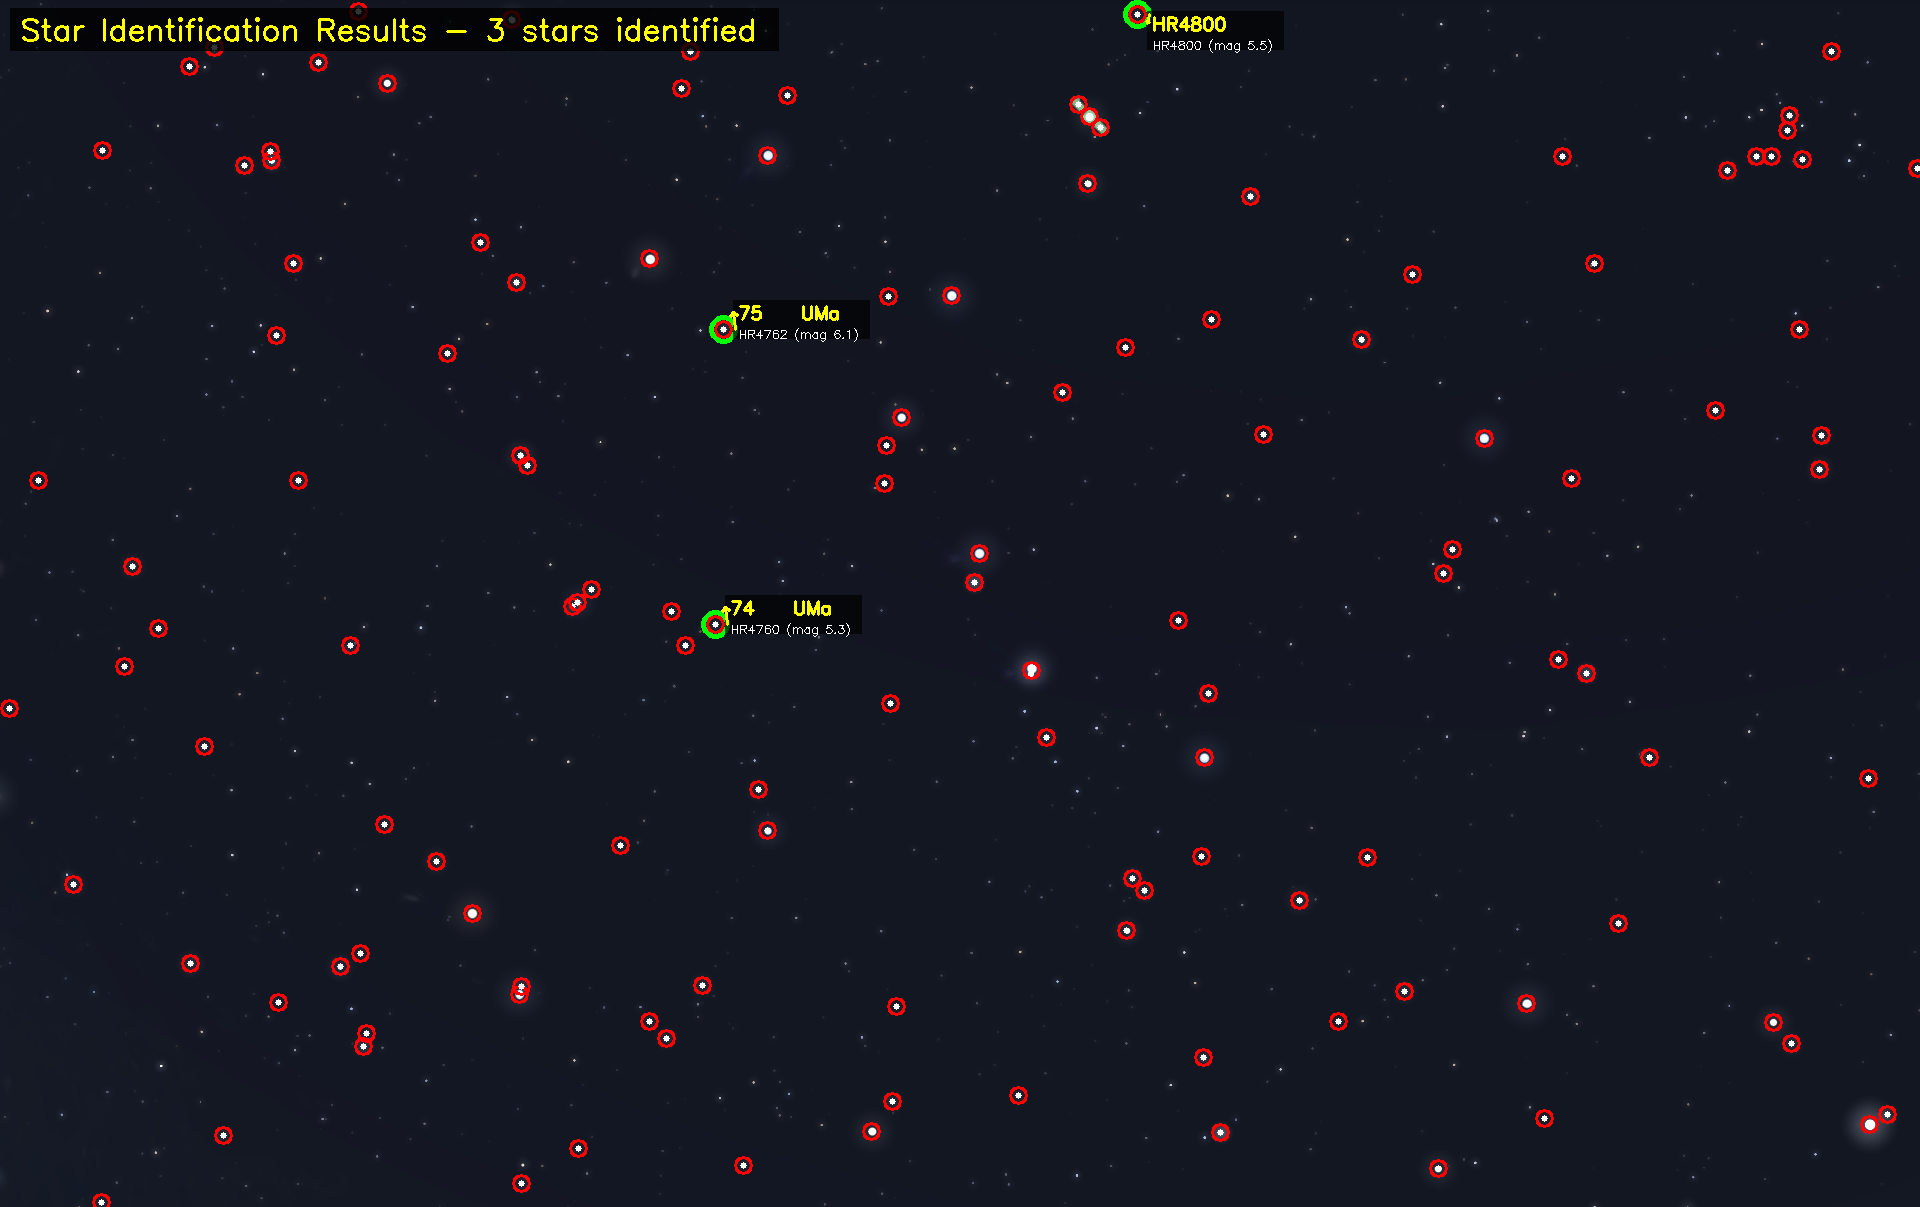 Star Identification Results - 3 stars identified
HR4800
HR4800 (mag 5.5)
75 UMa
HR4762 (mag 6.1)
74 UMa
HR4760 (mag 5.3)